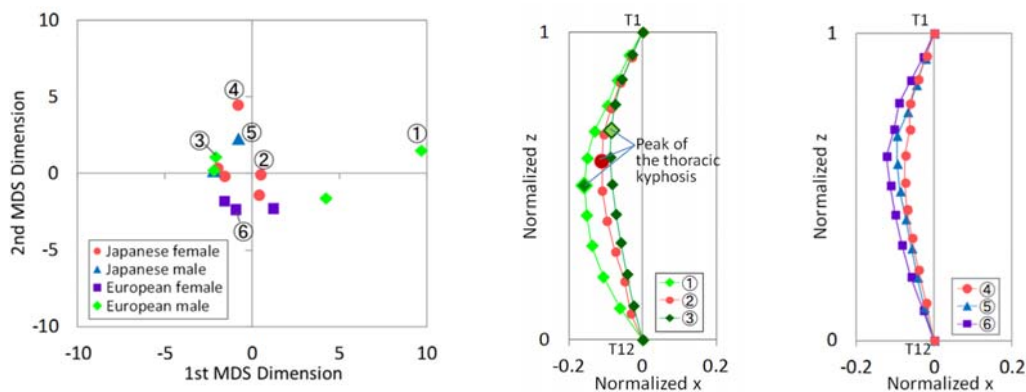 10
5
0
-5
-10
2nd MDS Dimension
-10
-5
0
5
10
1st MDS Dimension
①
②
③
④
⑤
⑥
Japanese female
Japanese male
European female
European male
T1
1
0
Normalized z
Peak of
the thoracic
kyphosis
①
②
③
T12
-0.2
0
0.2
Normalized x
T1
1
0
Normalized z
④
⑤
⑥
T12
-0.2
0
0.2
Normalized x